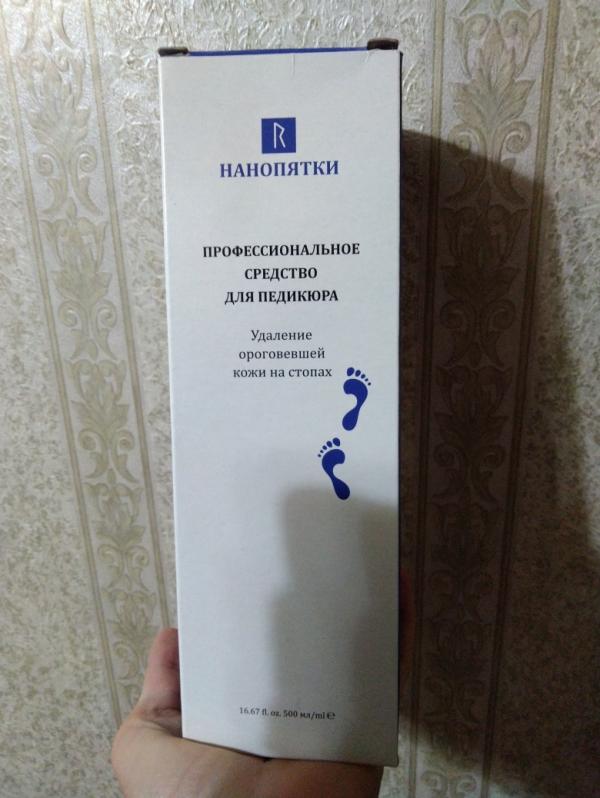 R
НАНОПЯТКИ
ПРОФЕССИОНАЛЬНОЕ
СРЕДСТВО
ДЛЯ ПЕДИКЮРА
Удаление
ороговевшей
кожи на стопах
16.67 fl. oz. 500 мл/ml ℮